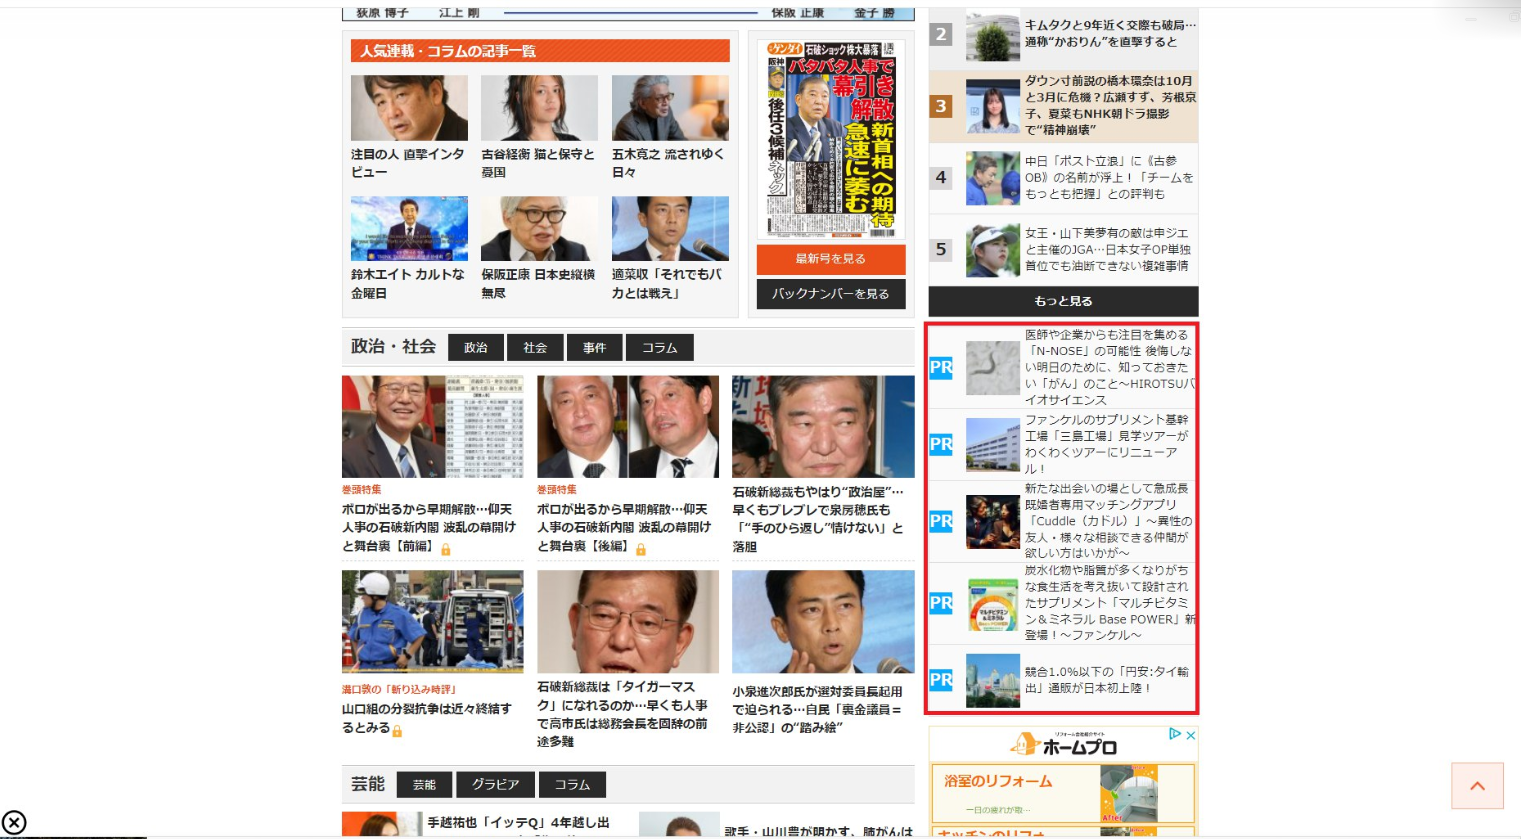 荻原 博子 江上 剛 保阪 正康 金子 勝
人気連載・コラムの記事一覧
注目の人 直撃インタ
ビュー
古谷経衡 猫と保守と
憂国
五木寛之 流されゆく
日々
鈴木エイト カルトな
金曜日
保阪正康 日本史縦横
無尽
適菜収「それでもバ
カとは戦え」
日刊ゲンダイ
石破ショック株大暴落
バタバタ人事で
幕引き
解散
新首相への期待
急速に萎む
後任3候補
ネック
阪神
最新号を見る
バックナンバーを見る
2
キムタクと9年近く交際も破局…
通称“かおりん”を直撃すると
3
ダウン寸前説の橋本環奈は10月
と3月に危機？広瀬すず、芳根京
子、夏菜もNHK朝ドラ撮影
で“精神崩壊”
4
中日「ポスト立浪」に《古参
OB》の名前が浮上！「チームを
もっとも把握」との評判も
5
女王・山下美夢有の敵は申ジエ
と主催のJGA…日本女子OP単独
首位でも油断できない複雑事情
もっと見る
PR
医師や企業からも注目を集める
「N-NOSE」の可能性 後悔しな
い明日のために、知っておきた
い「がん」のこと～HIROTSUバ
イオサイエンス
PR
ファンケルのサプリメント基幹
工場「三島工場」見学ツアーが
わくわくツアーにリニューア
ル！
PR
新たな出会いの場として急成長
既婚者専用マッチングアプリ
「Cuddle（カドル）」～異性の
友人・様々な相談できる仲間が
欲しい方はいかが～
PR
炭水化物や脂質が多くなりがち
な食生活を考え抜いて設計され
たサプリメント「マルチビタミ
ン＆ミネラル Base POWER」新
登場！～ファンケル～
PR
競合1.0%以下の「円安:タイ輸
出」通販が日本初上陸！
政治・社会 政治 社会 事件 コラム
巻頭特集
ボロが出るから早期解散…仰天
人事の石破新内閣 波乱の幕開け
と舞台裏【前編】
巻頭特集
ボロが出るから早期解散…仰天
人事の石破新内閣 波乱の幕開け
と舞台裏【後編】
石破新総裁もやはり“政治屋”…
早くもブレブレで泉房穂氏も
「“手のひら返し”情けない」と
落胆
溝口敦の「斬り込み時評」
山口組の分裂抗争は近々終結す
るとみる
石破新総裁は「タイガーマス
ク」になれるのか…早くも人事
で高市氏は総務会長を固辞の前
途多難
小泉進次郎氏が選対委員長起用
で迫られる…自民「裏金議員＝
非公認」の“踏み絵”
リフォーム会社紹介サイト
ホームプロ
浴室のリフォーム
一日の疲れが取…
After
キッチンのリフォ
芸能 芸能 グラビア コラム
手越祐也「イッテQ」4年越し出
歌手・山川豊が明かす、肺がんは